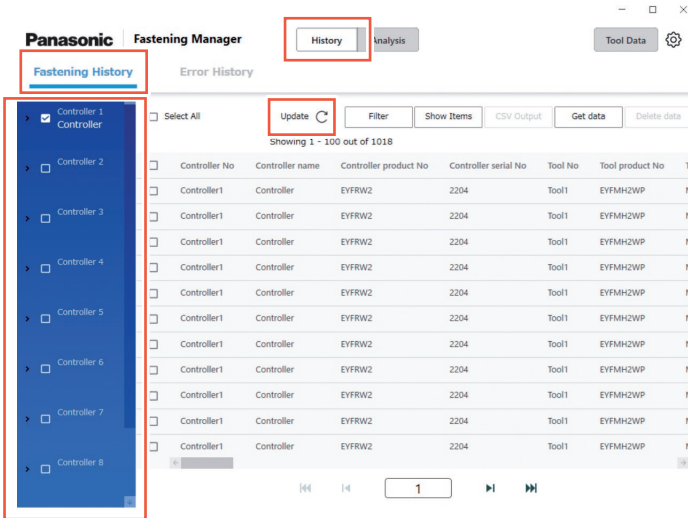 Panasonic Fastening Manager History Analysis Tool Data
Fastening History Error History
Controller 1
Controller
Controller 2
Controller 3
Controller 4
Controller 5
Controller 6
Controller 7
Controller 8
Select All Update Filter Show Items CSV Output Get data Delete data
Showing 1 - 100 out of 1018
Controller No Controller name Controller product No Controller serial No Tool No Tool product No
Controller1 Controller EYFRW2 2204 Tool1 EYFMH2WP
Controller1 Controller EYFRW2 2204 Tool1 EYFMH2WP
Controller1 Controller EYFRW2 2204 Tool1 EYFMH2WP
Controller1 Controller EYFRW2 2204 Tool1 EYFMH2WP
Controller1 Controller EYFRW2 2204 Tool1 EYFMH2WP
Controller1 Controller EYFRW2 2204 Tool1 EYFMH2WP
Controller1 Controller EYFRW2 2204 Tool1 EYFMH2WP
Controller1 Controller EYFRW2 2204 Tool1 EYFMH2WP
Controller1 Controller EYFRW2 2204 Tool1 EYFMH2WP
Controller1 Controller EYFRW2 2204 Tool1 EYFMH2WP
Controller1 Controller EYFRW2 2204 Tool1 EYFMH2WP
1